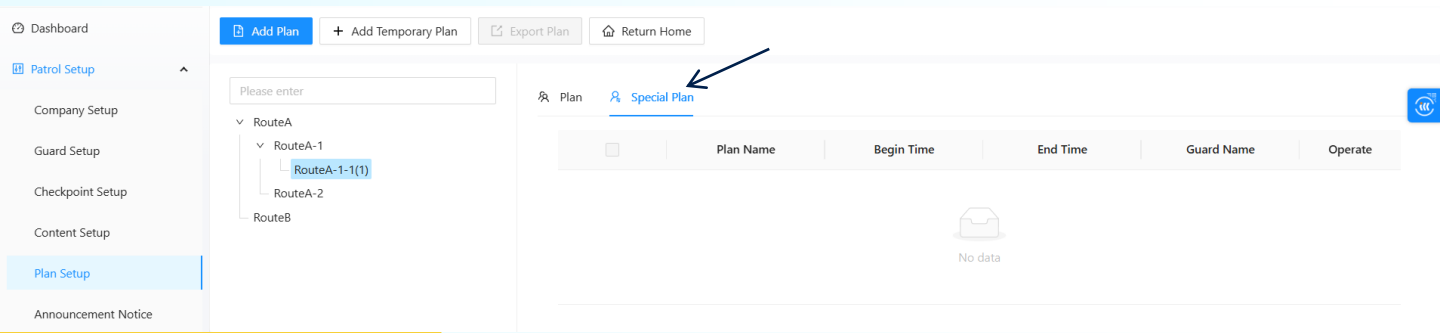 Dashboard
Patrol Setup
Company Setup
Guard Setup
Checkpoint Setup
Content Setup
Plan Setup
Announcement Notice
Add Plan
+ Add Temporary Plan
Export Plan
Return Home
Please enter
RouteA
RouteA-1
RouteA-1-1(1)
RouteA-2
RouteB
Plan
Special Plan
Plan Name Begin Time End Time Guard Name Operate
No data